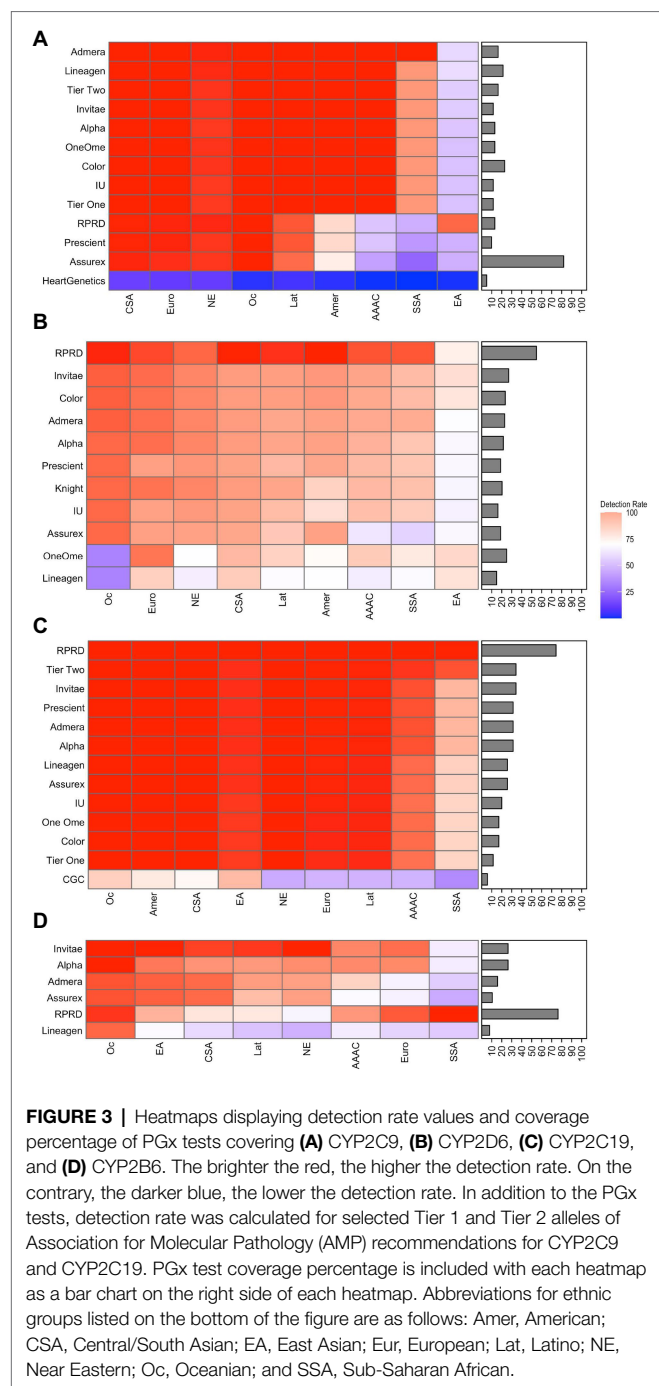 A
Admera
Lineagen
Tier Two
Invitae
Alpha
OneOme
Color
IU
Tier One
RPRD
Prescient
Assurex
HeartGenetics
CSA
Euro
NE
Oc
Lat
Amer
AAAC
SSA
EA
10
20
30
40
50
60
70
80
90
100
B
RPRD
Invitae
Color
Admera
Alpha
Prescient
Knight
IU
Assurex
OneOme
Lineagen
Oc
Euro
NE
CSA
Lat
Amer
AAAC
SSA
EA
10
20
30
40
50
60
70
80
90
100
Detection Rate
100
75
50
25
C
RPRD
Tier Two
Invitae
Prescient
Admera
Alpha
Lineagen
Assurex
IU
One Ome
Color
Tier One
CGC
Oc
Amer
CSA
EA
NE
Euro
Lat
AAAC
SSA
10
20
30
40
50
60
70
80
90
100
D
Invitae
Alpha
Admera
Assurex
RPRD
Lineagen
Oc
EA
CSA
Lat
NE
AAAC
Euro
SSA
10
20
30
40
50
60
70
80
90
100
FIGURE 3 | Heatmaps displaying detection rate values and coverage
percentage of PGx tests covering (A) CYP2C9, (B) CYP2D6, (C) CYP2C19,
and (D) CYP2B6. The brighter the red, the higher the detection rate. On the
contrary, the darker blue, the lower the detection rate. In addition to the PGx
tests, detection rate was calculated for selected Tier 1 and Tier 2 alleles of
Association for Molecular Pathology (AMP) recommendations for CYP2C9
and CYP2C19. PGx test coverage percentage is included with each heatmap
as a bar chart on the right side of each heatmap. Abbreviations for ethnic
groups listed on the bottom of the figure are as follows: Amer, American;
CSA, Central/South Asian; EA, East Asian; Eur, European; Lat, Latino; NE,
Near Eastern; Oc, Oceanian; and SSA, Sub-Saharan African.